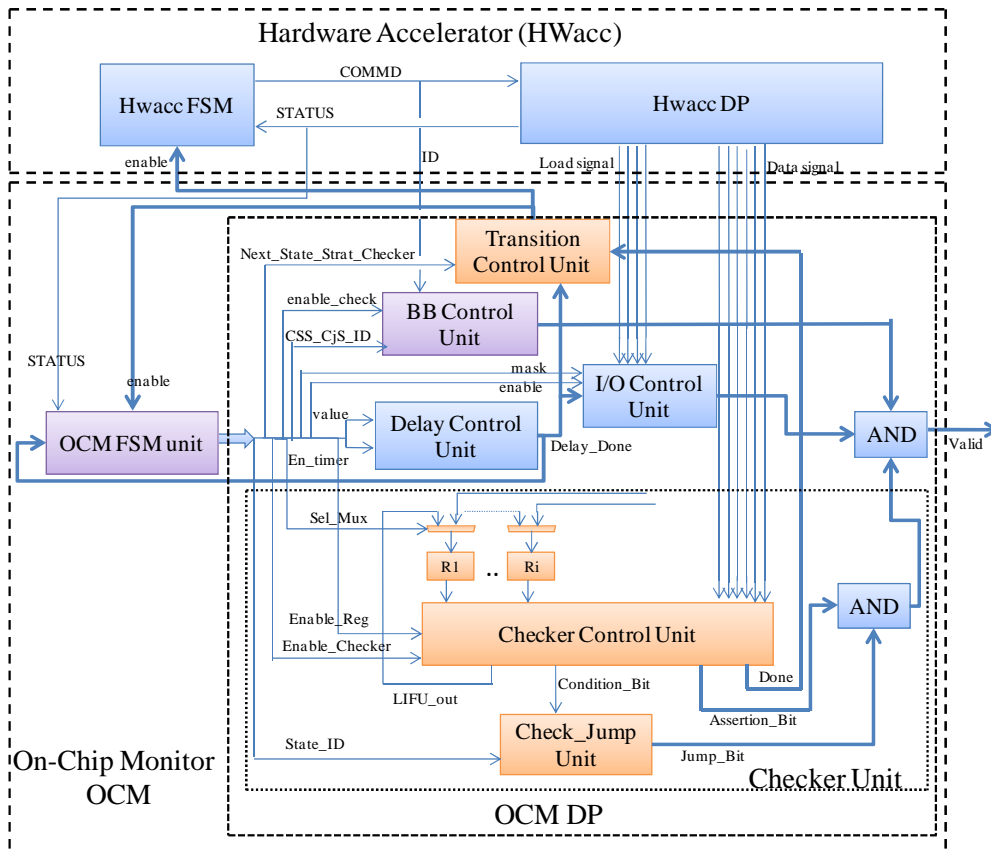 Hardware Accelerator (HWacc)
COMMD
Hwacc FSM
Hwacc DP
STATUS
enable
ID
Load signal
Data signal
Transition
Control Unit
Next_State_Strat_Checker
enable_check
BB Control
Unit
CSS_CjS_ID
STATUS
mask
enable
enable
I/O Control
Unit
value
Delay Control
Unit
OCM FSM unit
AND
Valid
Delay_Done
En_timer
Sel_Mux
R1
..
Ri
AND
Enable_Reg
Checker Control Unit
Enable_Checker
Done
Condition_Bit
LIFU_out
Assertion_Bit
Check_Jump
Unit
State_ID
Jump_Bit
On-Chip Monitor
OCM
Checker Unit
OCM DP